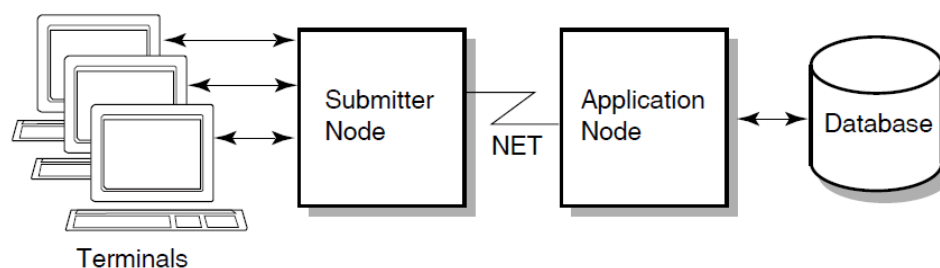 Submitter
Node
NET
Application
Node
Database
Terminals